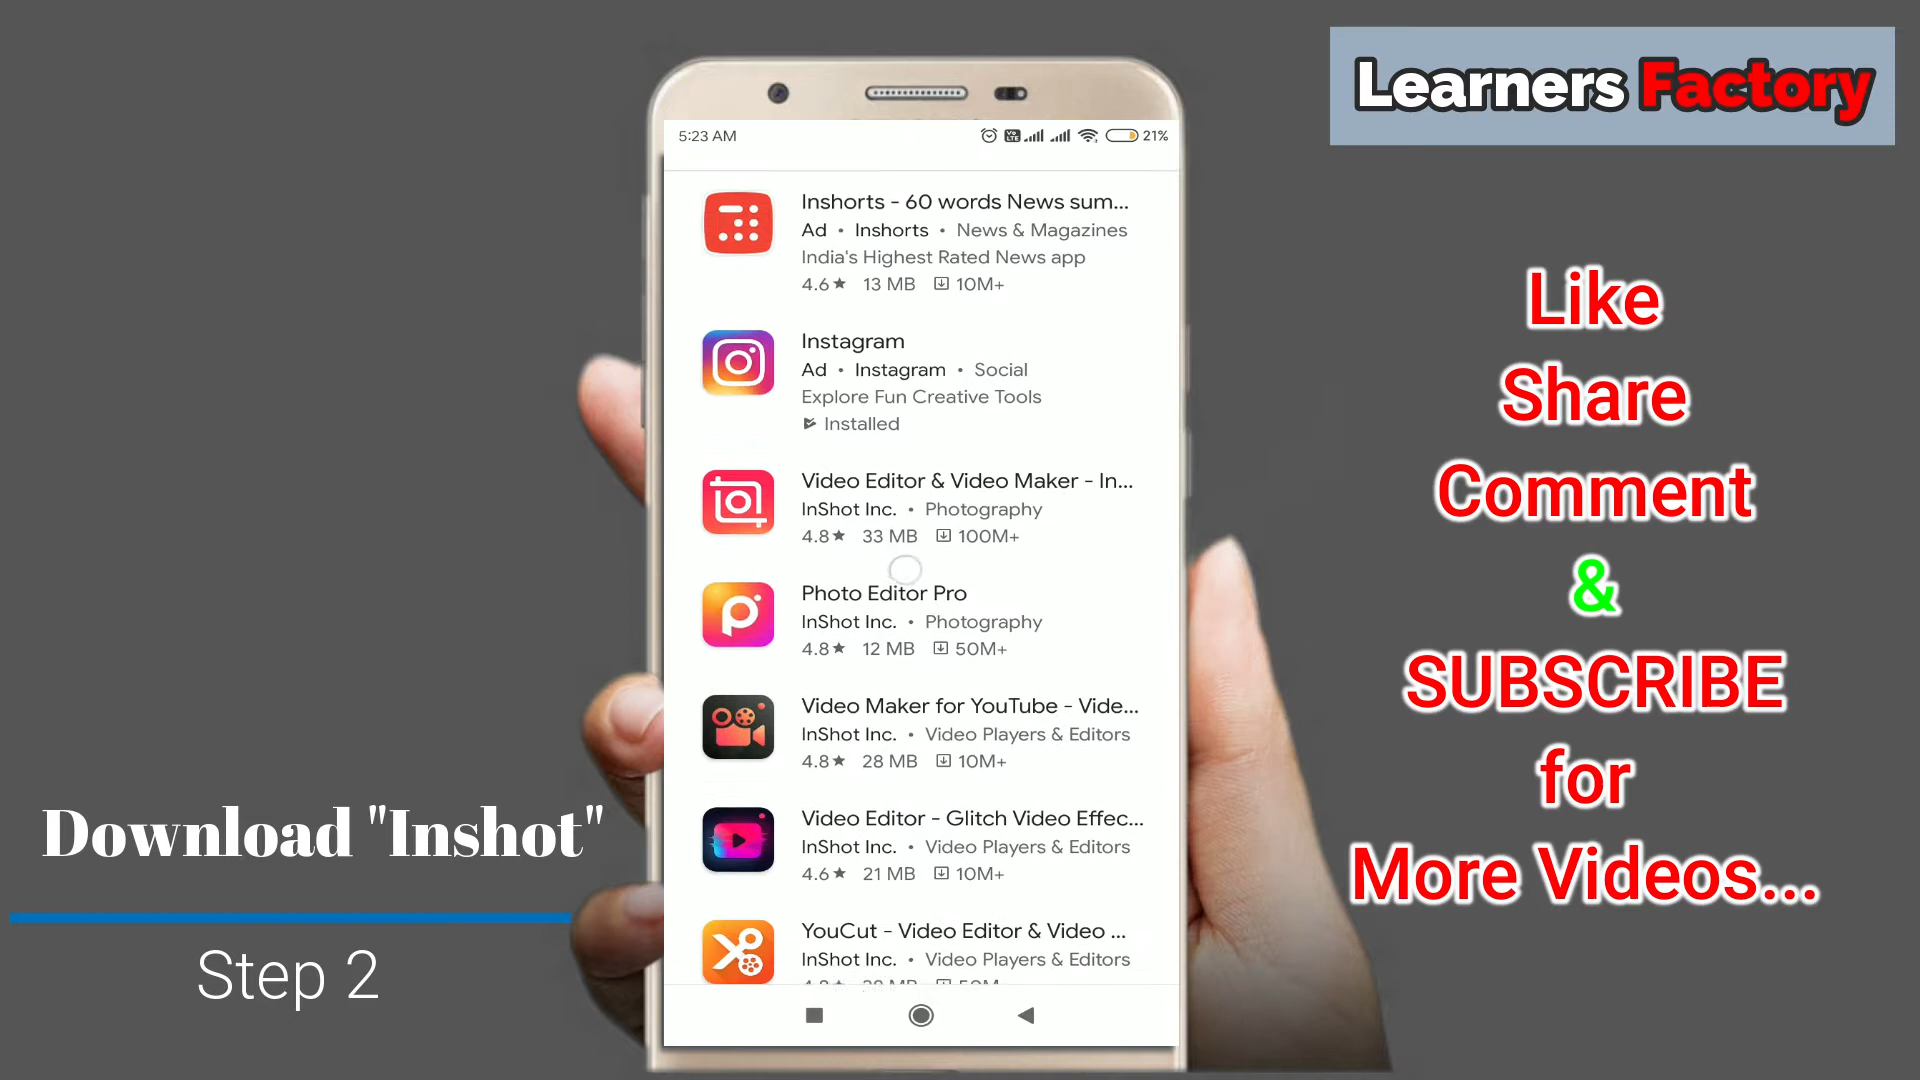 Learners Factory
5:23 AM
21%
Inshorts - 60 words News sum...
Ad • Inshorts • News & Magazines
India's Highest Rated News app
4.6★ 13 MB 10M+
Instagram
Ad • Instagram • Social
Explore Fun Creative Tools
Installed
Video Editor & Video Maker - In...
InShot Inc. • Photography
4.8★ 33 MB 100M+
Photo Editor Pro
InShot Inc. • Photography
4.8★ 12 MB 50M+
Video Maker for YouTube - Vide...
InShot Inc. • Video Players & Editors
4.8★ 28 MB 10M+
Video Editor - Glitch Video Effec...
InShot Inc. • Video Players & Editors
4.6★ 21 MB 10M+
YouCut - Video Editor & Video ...
InShot Inc. • Video Players & Editors
Download "Inshot"
Step 2
Like
Share
Comment
&
SUBSCRIBE
for
More Videos...